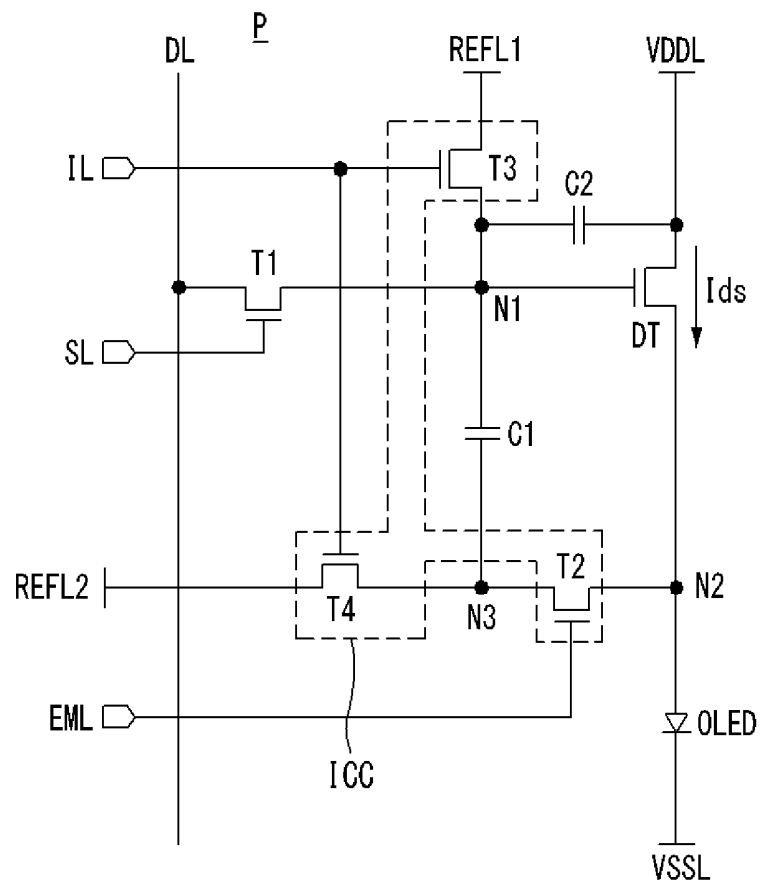 P
DL
REFL1
VDDL
IL
T3
C2
T1
N1
Ids
DT
SL
C1
T2
REFL2
T4
N3
N2
EML
OLED
ICC
VSSL